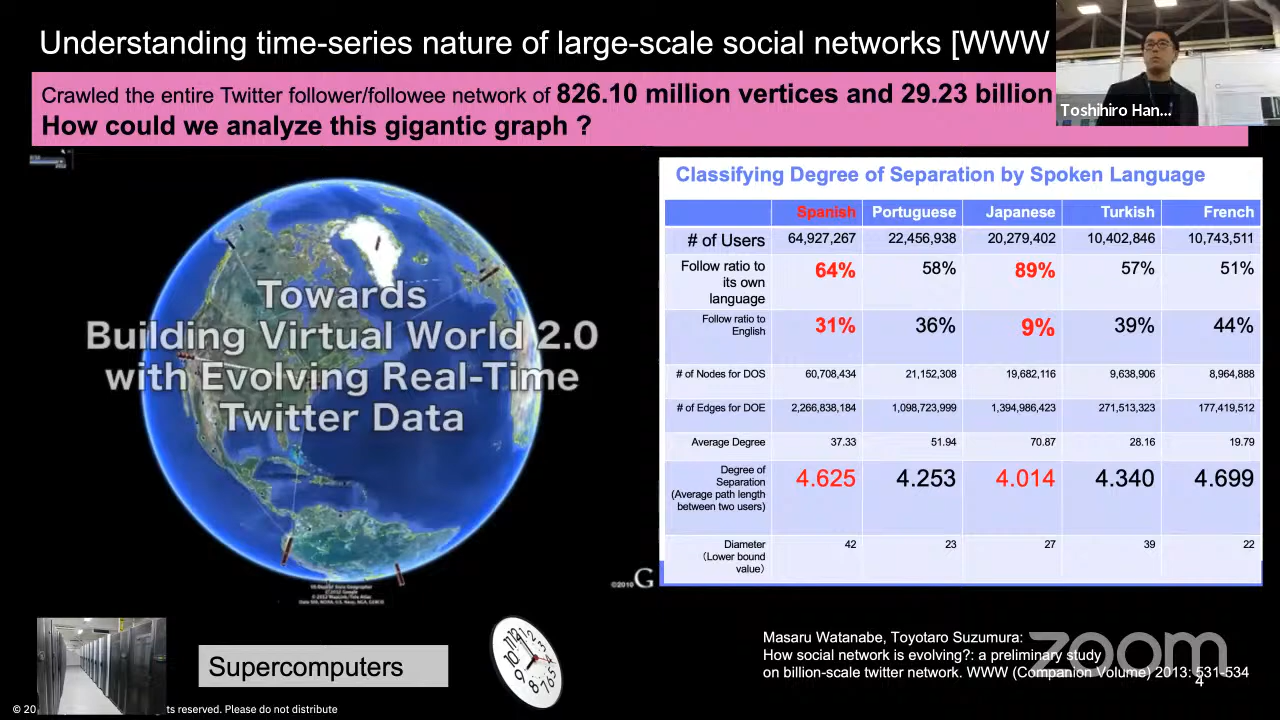 Understanding time-series nature of large-scale social networks [WWW
Toshihiro Han...
Crawled the entire Twitter follower/followee network of 826.10 million vertices and 29.23 billion
How could we analyze this gigantic graph ?
Towards
Building Virtual World 2.0
with Evolving Real-Time
Twitter Data
©2010 G
Classifying Degree of Separation by Spoken Language
Spanish Portuguese Japanese Turkish French
# of Users 64,927,267 22,456,938 20,279,402 10,402,846 10,743,511
Follow ratio to its own language 64% 58% 89% 57% 51%
Follow ratio to English 31% 36% 9% 39% 44%
# of Nodes for DOS 60,708,434 21,152,308 19,682,116 9,638,906 8,964,888
# of Edges for DOE 2,266,838,184 1,098,723,999 1,394,986,423 271,513,323 177,419,512
Average Degree 37.33 51.94 70.87 28.16 19.79
Degree of Separation (Average path length between two users) 4.625 4.253 4.014 4.340 4.699
Diameter (Lower bound value) 42 23 27 39 22
Supercomputers
Masaru Watanabe, Toyotaro Suzumura:
How social network is evolving?: a preliminary study
on billion-scale twitter network. WWW (Companion Volume) 2013: 531-534
zoom
4
© 20 ts reserved. Please do not distribute